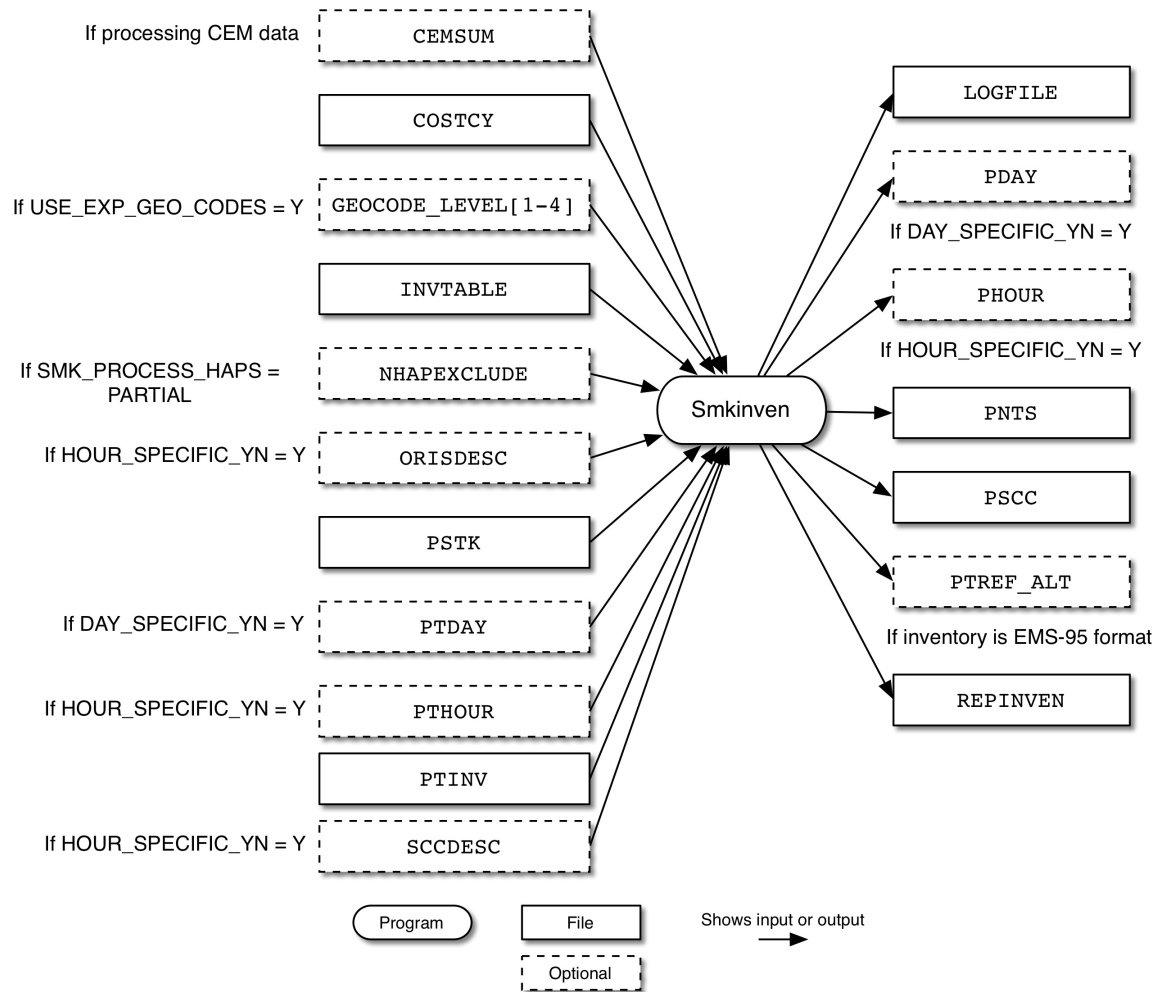 If processing CEM data
CEMSUM
COSTCY
If USE_EXP_GEO_CODES = Y
GEOCODE_LEVEL[1-4]
INVTABLE
If SMK_PROCESS_HAPS =
PARTIAL
NHAPEXCLUDE
If HOUR_SPECIFIC_YN = Y
ORISDESC
PSTK
If DAY_SPECIFIC_YN = Y
PTDAY
If HOUR_SPECIFIC_YN = Y
PTHOUR
PTINV
If HOUR_SPECIFIC_YN = Y
SCCDESC
Smkinven
LOGFILE
PDAY
If DAY_SPECIFIC_YN = Y
PHOUR
If HOUR_SPECIFIC_YN = Y
PNTS
PSCC
PTREF_ALT
If inventory is EMS-95 format
REPINVEN
Program
File
Optional
Shows input or output